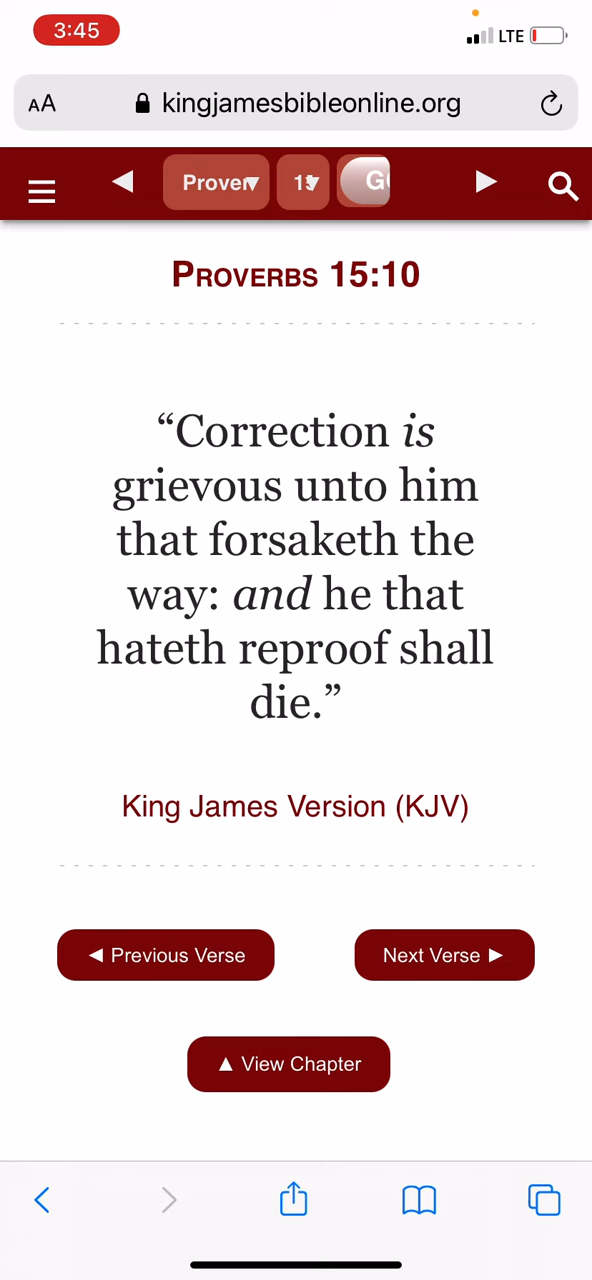 3:45
LTE
AA
kingjamesbibleonline.org
Prover
Proverbs 15:10
“Correction is
grievous unto him
that forsaketh the
way: and he that
hateth reproof shall
die.”
King James Version (KJV)
◄ Previous Verse
Next Verse ►
▲ View Chapter